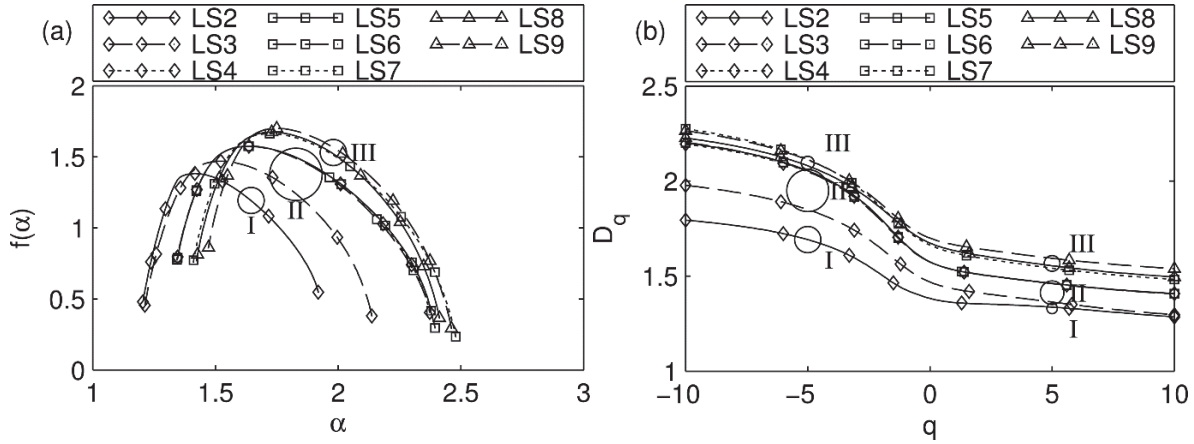 (a)
LS2 LS5 LS8
LS3 LS6 LS9
LS4 LS7
2
1.5
1
0.5
0
f(α)
I
II
III
1 1.5 2 2.5 3
α
(b)
LS2 LS5 LS8
LS3 LS6 LS9
LS4 LS7
2.5
2
1.5
1
D_q
III
II
I
III
II
I
−10 −5 0 5 10
q